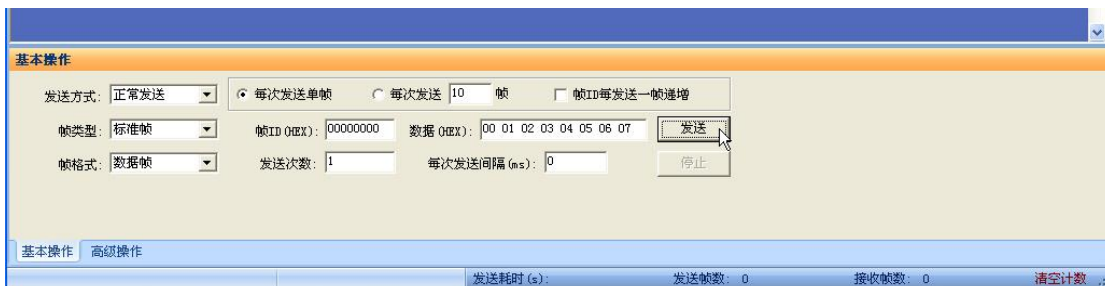 基本操作
发送方式: 正常发送 每次发送单帧 每次发送 10 帧 帧ID每发送一帧递增
帧类型: 标准帧 帧ID(HEX): 00000000 数据(HEX): 00 01 02 03 04 05 06 07 发送
帧格式: 数据帧 发送次数: 1 每次发送间隔(ms): 0 停止
基本操作 高级操作
发送耗时(s): 发送帧数: 0 接收帧数: 0 清空计数